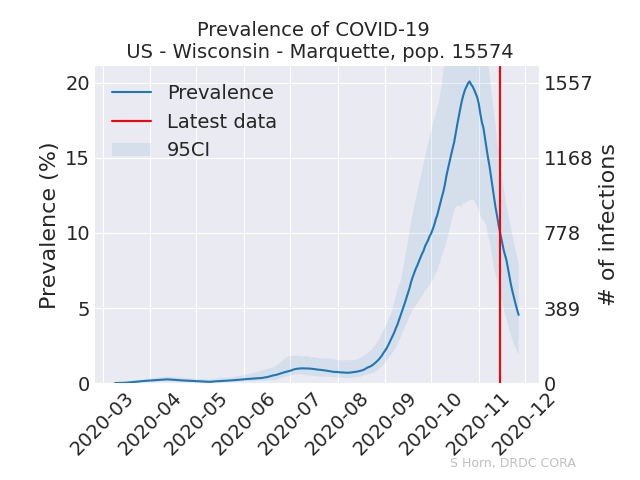 Prevalence of COVID-19
US - Wisconsin - Marquette, pop. 15574
Prevalence
Latest data
95CI
Prevalence (%)
20
15
10
5
0
# of infections
1557
1168
778
389
0
2020-03
2020-04
2020-05
2020-06
2020-07
2020-08
2020-09
2020-10
2020-11
2020-12
S Horn, DRDC CORA